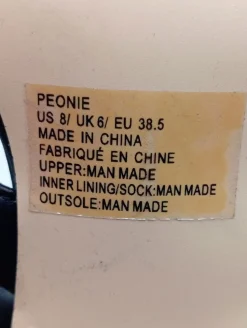 PEONIE
US 8/ UK 6/ EU 38.5
MADE IN CHINA
FABRIQUÉ EN CHINE
UPPER:MAN MADE
INNER LINING/SOCK:MAN MADE
OUTSOLE:MAN MADE